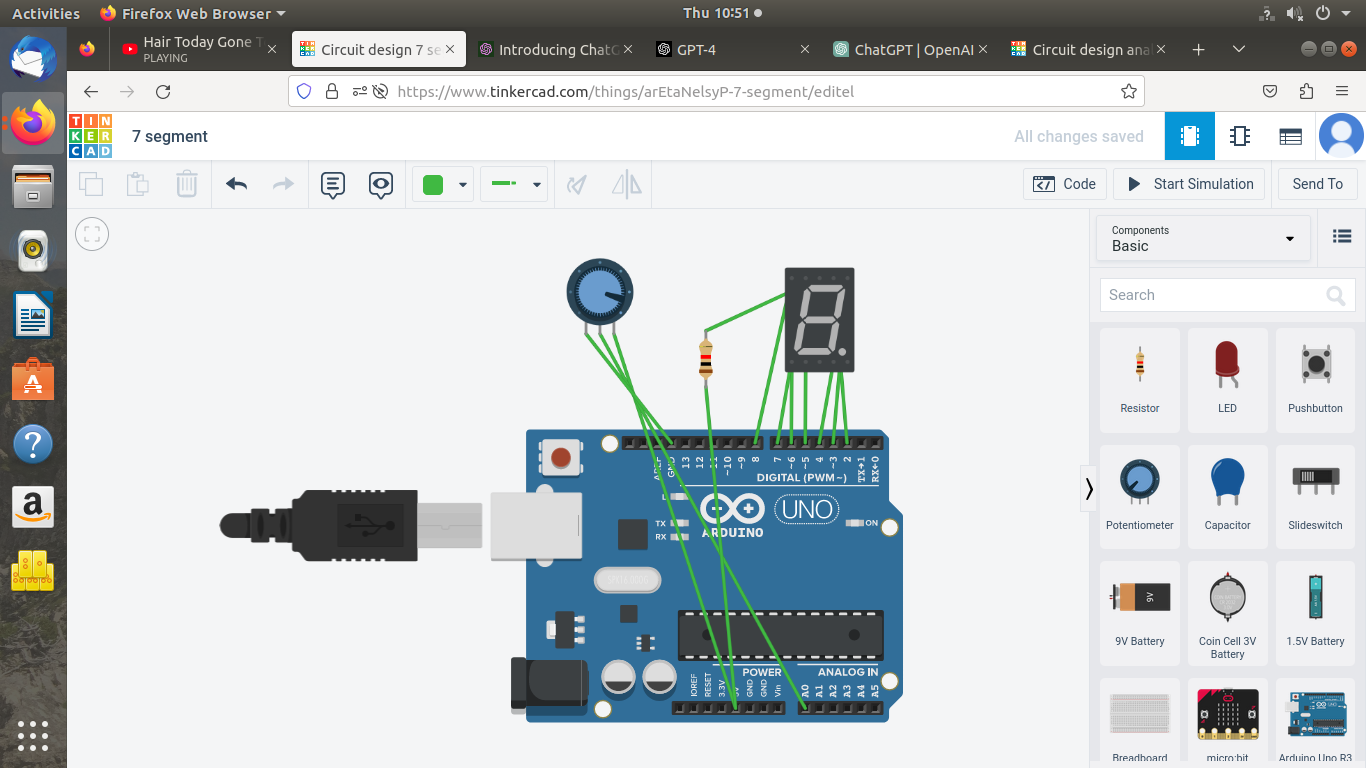 Activities
Firefox Web Browser
Thu 10:51
Hair Today Gone T
PLAYING
Circuit design 7 se
Introducing ChatG
GPT-4
ChatGPT | OpenAI
Circuit design ana
https://www.tinkercad.com/things/arEtaNelsyP-7-segment/editel
TIN
KER
CAD
7 segment
All changes saved
Code
Start Simulation
Send To
Components
Basic
Search
Resistor
LED
Pushbutton
Potentiometer
Capacitor
Slideswitch
9V
9V Battery
Coin Cell 3V
Battery
1.5V Battery
Breadboard
micro:bit
Arduino Uno R3
AREF
GND
13
12
11
~10
~9
8
7
~6
~5
4
~3
2
TX→1
RX←0
DIGITAL (PWM ~)
L
TX
RX
ARDUINO
UNO
ON
POWER
ANALOG IN
IOREF
RESET
3.3V
5V
GND
GND
Vin
A0
A1
A2
A3
A4
A5